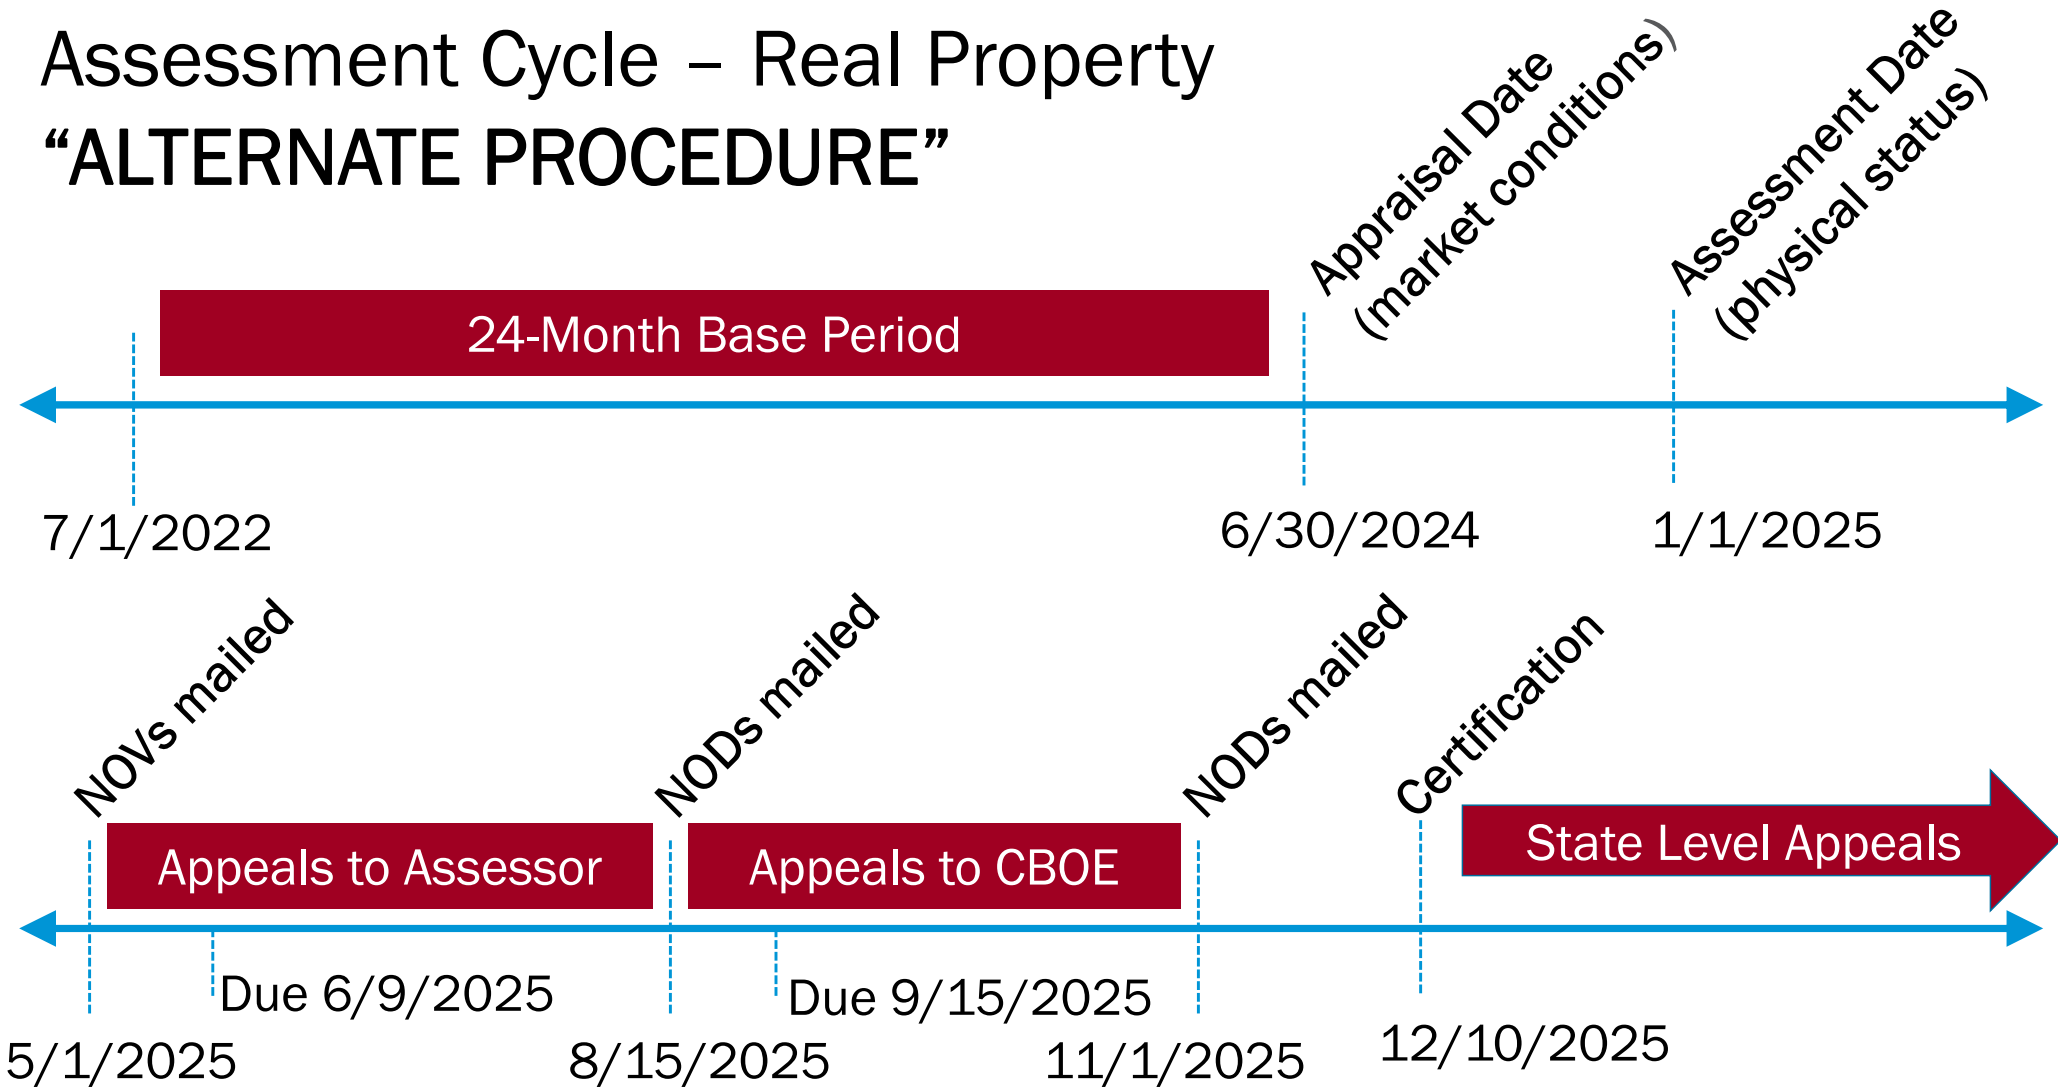 Assessment Cycle – Real Property
“ALTERNATE PROCEDURE”
Appraisal Date
(market conditions)
Assessment Date
(physical status)
24-Month Base Period
7/1/2022
6/30/2024
1/1/2025
NOVs mailed
NODs mailed
NODs mailed
Certification
Appeals to Assessor
Appeals to CBOE
State Level Appeals
Due 6/9/2025
Due 9/15/2025
5/1/2025
8/15/2025
11/1/2025
12/10/2025